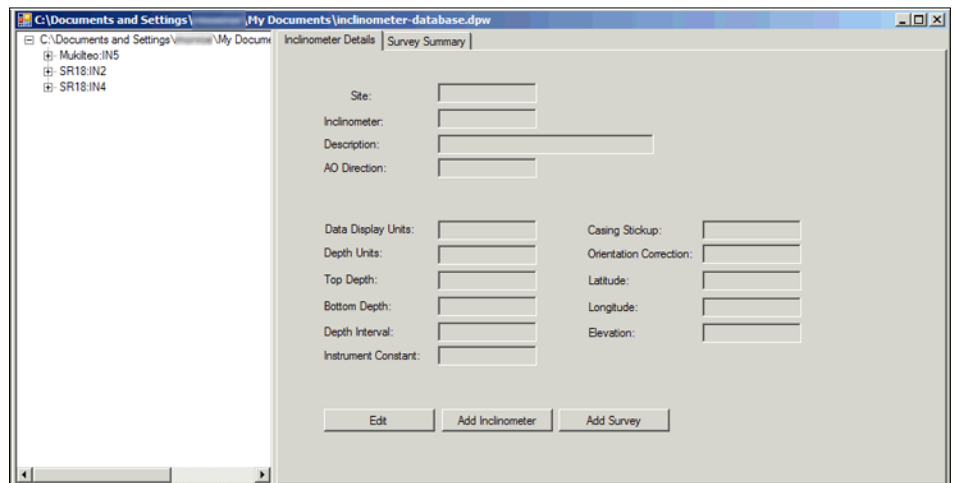 C:\Documents and Settings\ ,My Documents\inclinometer-database.dpw
C:\Documents and Settings\ \My Docume
Mukilteo:IN5
SR18:IN2
SR18:IN4
Inclinometer Details
Survey Summary
Site:
Inclinometer:
Description:
AO Direction:
Data Display Units:
Depth Units:
Top Depth:
Bottom Depth:
Depth Interval:
Instrument Constant:
Casing Stickup:
Orientation Correction:
Latitude:
Longitude:
Elevation:
Edit
Add Inclinometer
Add Survey